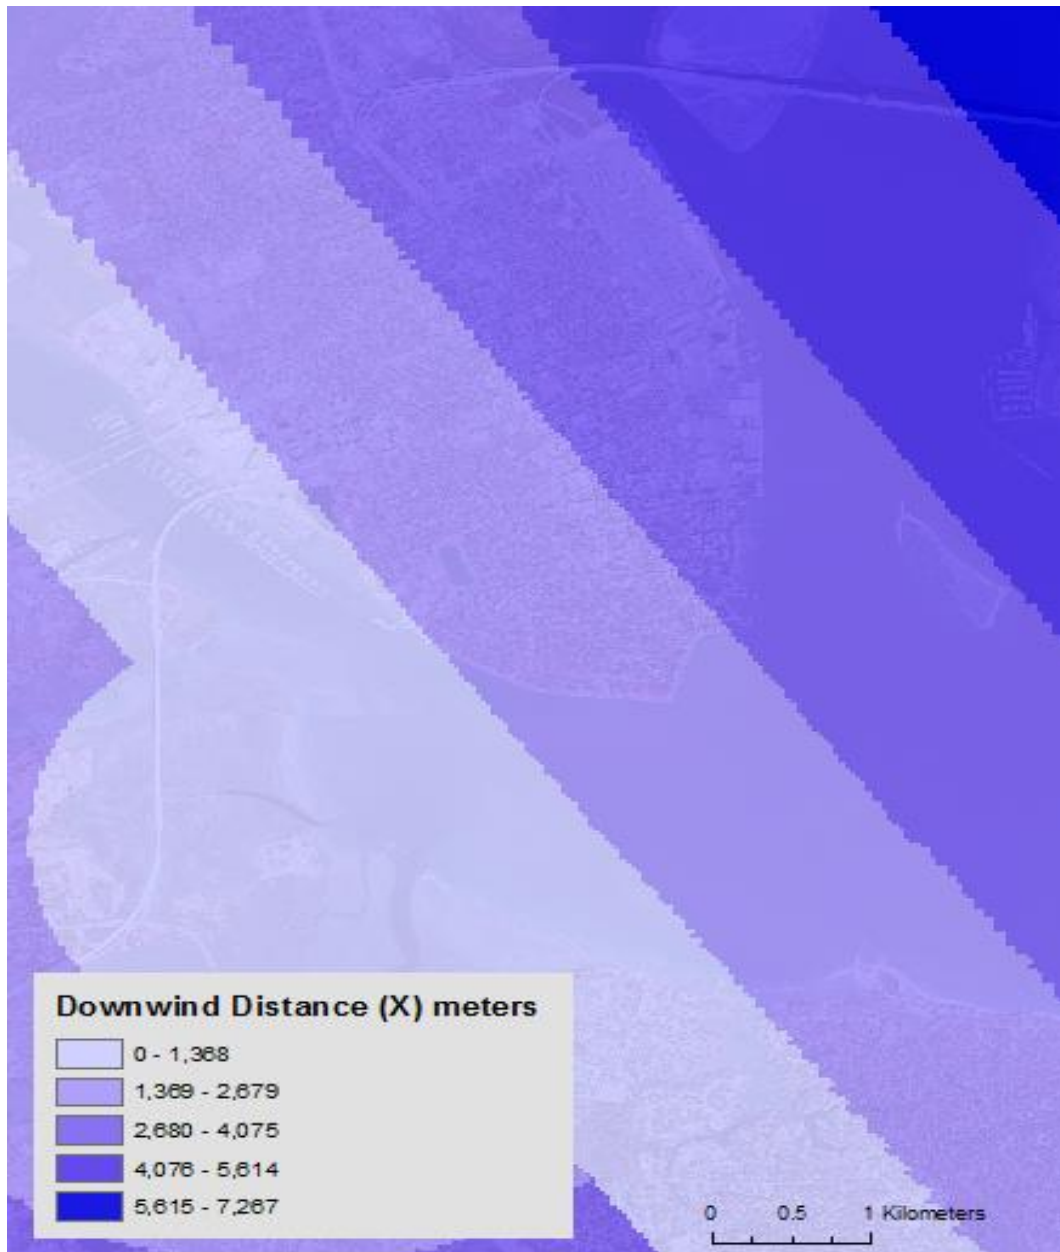 Downwind Distance (X) meters
0 - 1,368
1,369 - 2,679
2,680 - 4,075
4,076 - 5,614
5,615 - 7,267
0 0.5 1 Kilometers